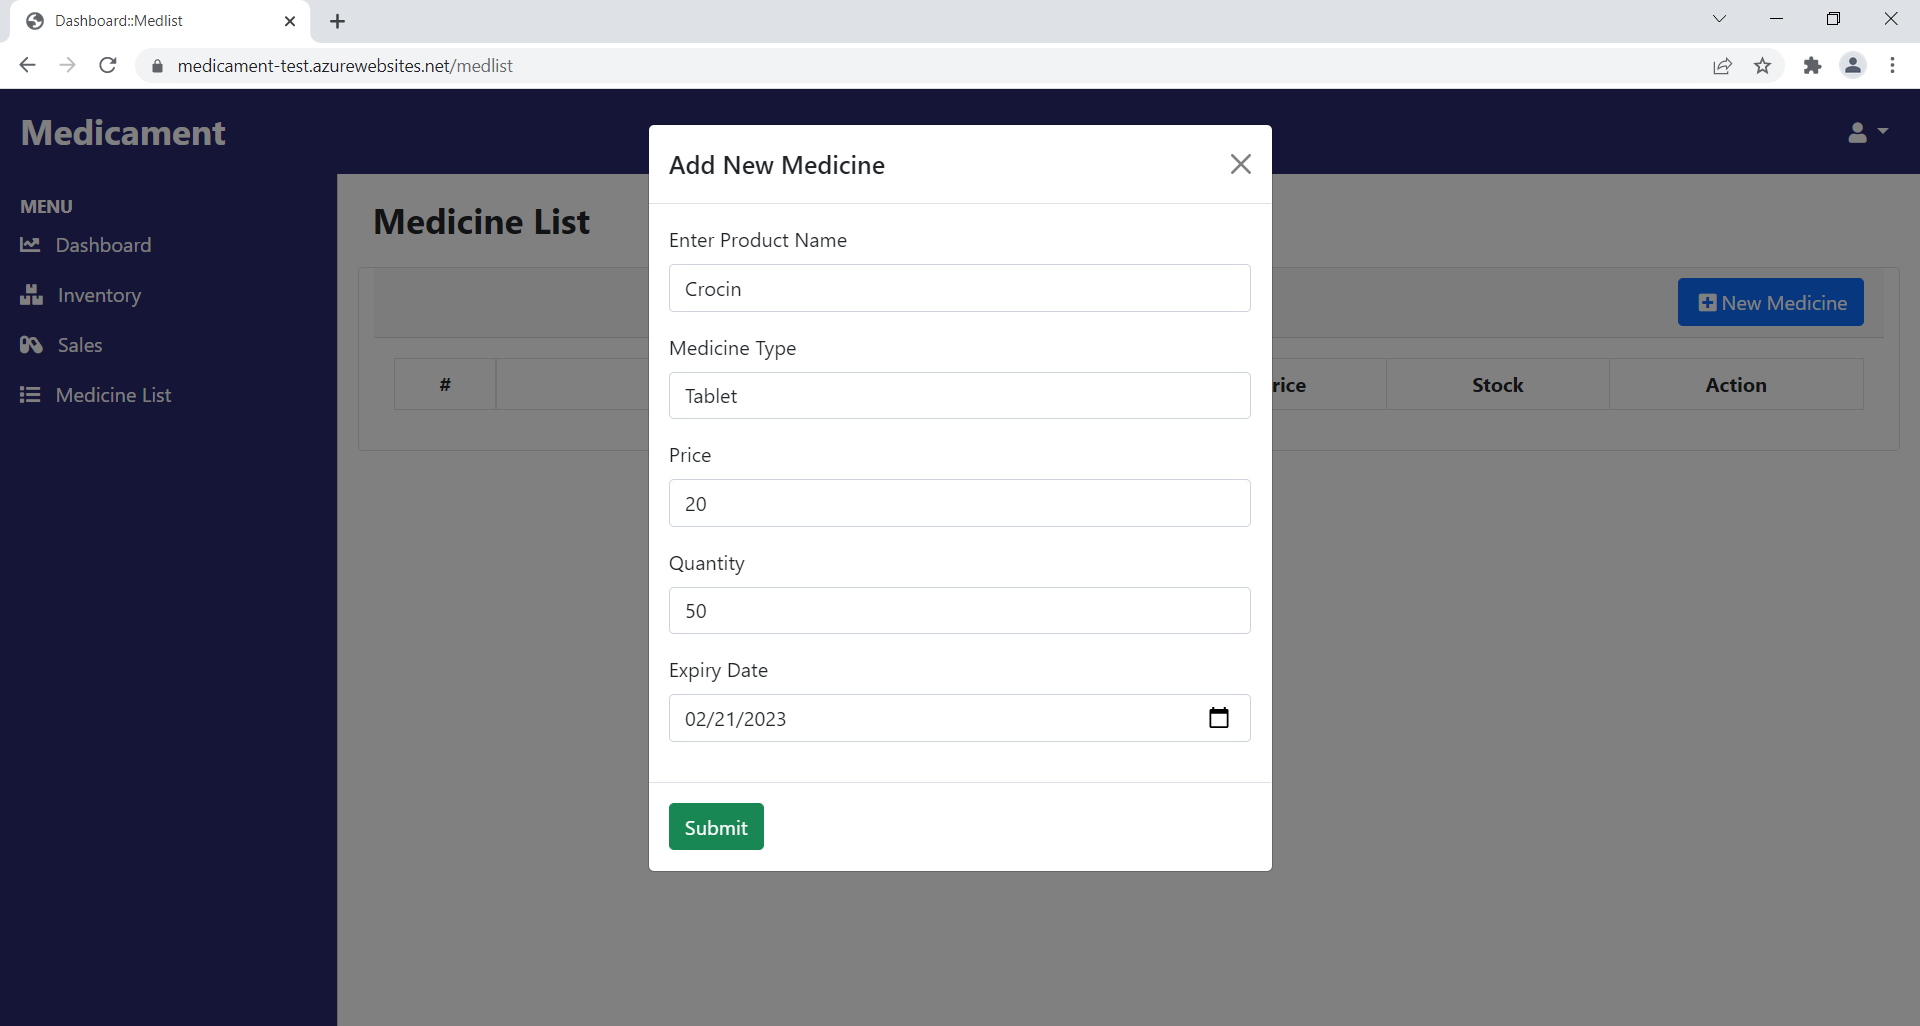 Dashboard::Medlist
medicament-test.azurewebsites.net/medlist
Medicament
MENU
Dashboard
Inventory
Sales
Medicine List
Medicine List
New Medicine
# rice Stock Action
Add New Medicine
Enter Product Name
Crocin
Medicine Type
Tablet
Price
20
Quantity
50
Expiry Date
02/21/2023
Submit